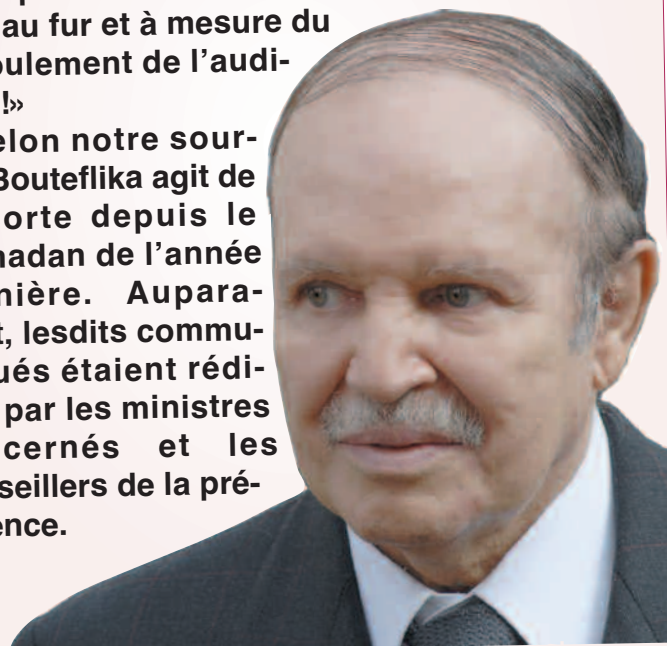 au fur et à mesure du
oulement de l’audi-
!»
elon notre sour-
Bouteflika agit de
orte depuis le
madan de l’année
nière. Aupara-
t, lesdits commu-
ués étaient rédi-
par les ministres
cernés et les
seillers de la pré-
ence.